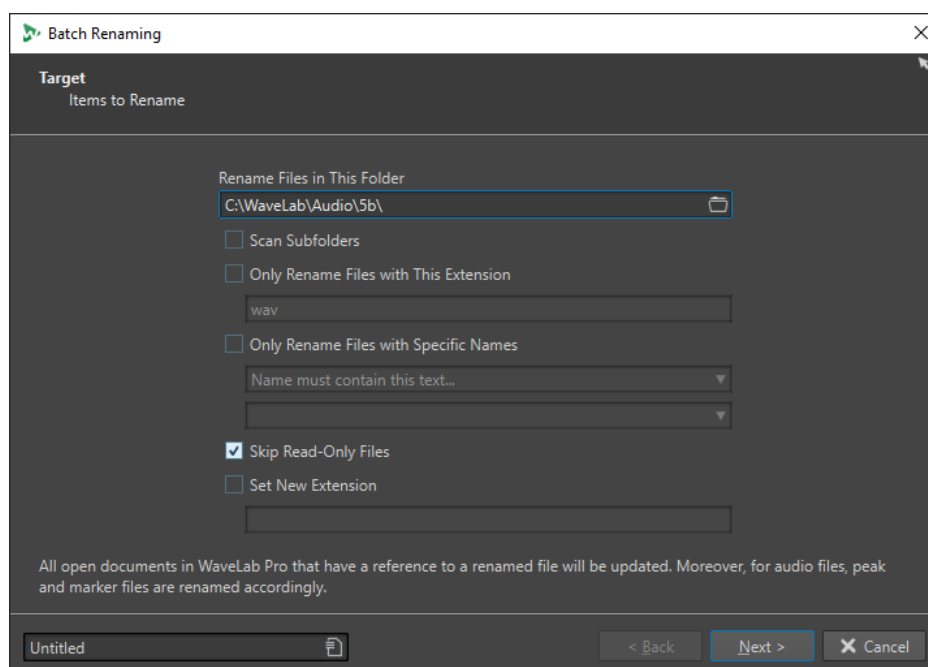 Batch Renaming
Target
Items to Rename
Rename Files in This Folder
C:\WaveLab\Audio\5b\
Scan Subfolders
Only Rename Files with This Extension
wav
Only Rename Files with Specific Names
Name must contain this text...
Skip Read-Only Files
Set New Extension
All open documents in WaveLab Pro that have a reference to a renamed file will be updated. Moreover, for audio files, peak
and marker files are renamed accordingly.
Untitled < Back Next > Cancel